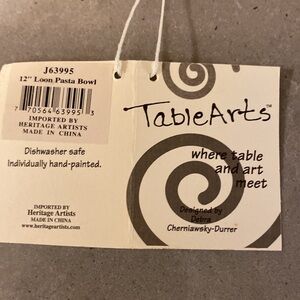 J63995
12" Loon Pasta Bowl
7 70564 63995 3
IMPORTED BY
HERITAGE ARTISTS
MADE IN CHINA
Dishwasher safe
Individually hand-painted.
IMPORTED BY
Heritage Artists
MADE IN CHINA
www.heritageartists.com
TableArts™
where table
and art
meet
Designed by
Debra
Cherniawsky-Durrer